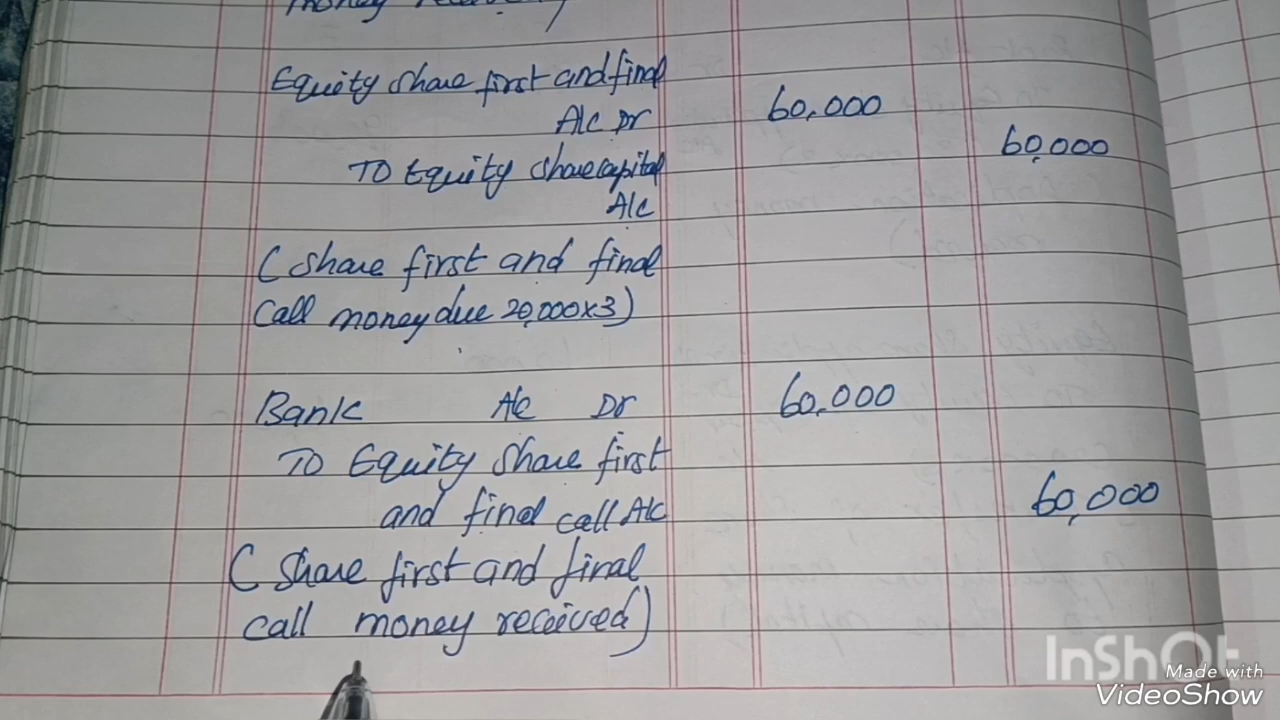 money
Equity share first and final
A/c Dr 60,000
60,000
To Equity share capital
A/c
( share first and final
call money due 20,000x3)
Bank A/c Dr 60,000
To Equity share first
60,000
and final call A/c
( share first and final
call money received)
InShOt
Made with
VideoShow